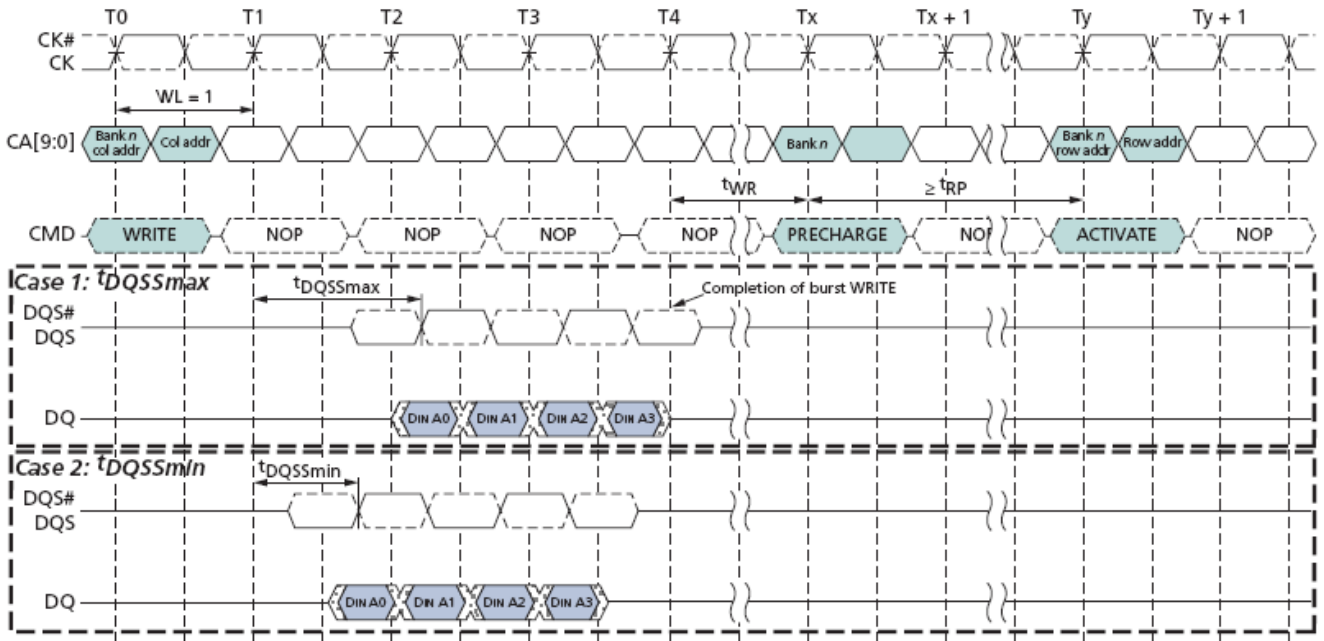 T0 T1 T2 T3 T4 Tx Tx + 1 Ty Ty + 1
CK#
CK
WL = 1
CA[9:0] Bank n col addr Col addr Bank n Bank n row addr Row addr
tWR ≥ tRP
CMD WRITE NOP NOP NOP NOP PRECHARGE NOP ACTIVATE NOP
Case 1: tDQSSmax
tDQSSmax Completion of burst WRITE
DQS#
DQS
DQ DIN A0 DIN A1 DIN A2 DIN A3
Case 2: tDQSSmin
tDQSSmin
DQS#
DQS
DQ DIN A0 DIN A1 DIN A2 DIN A3